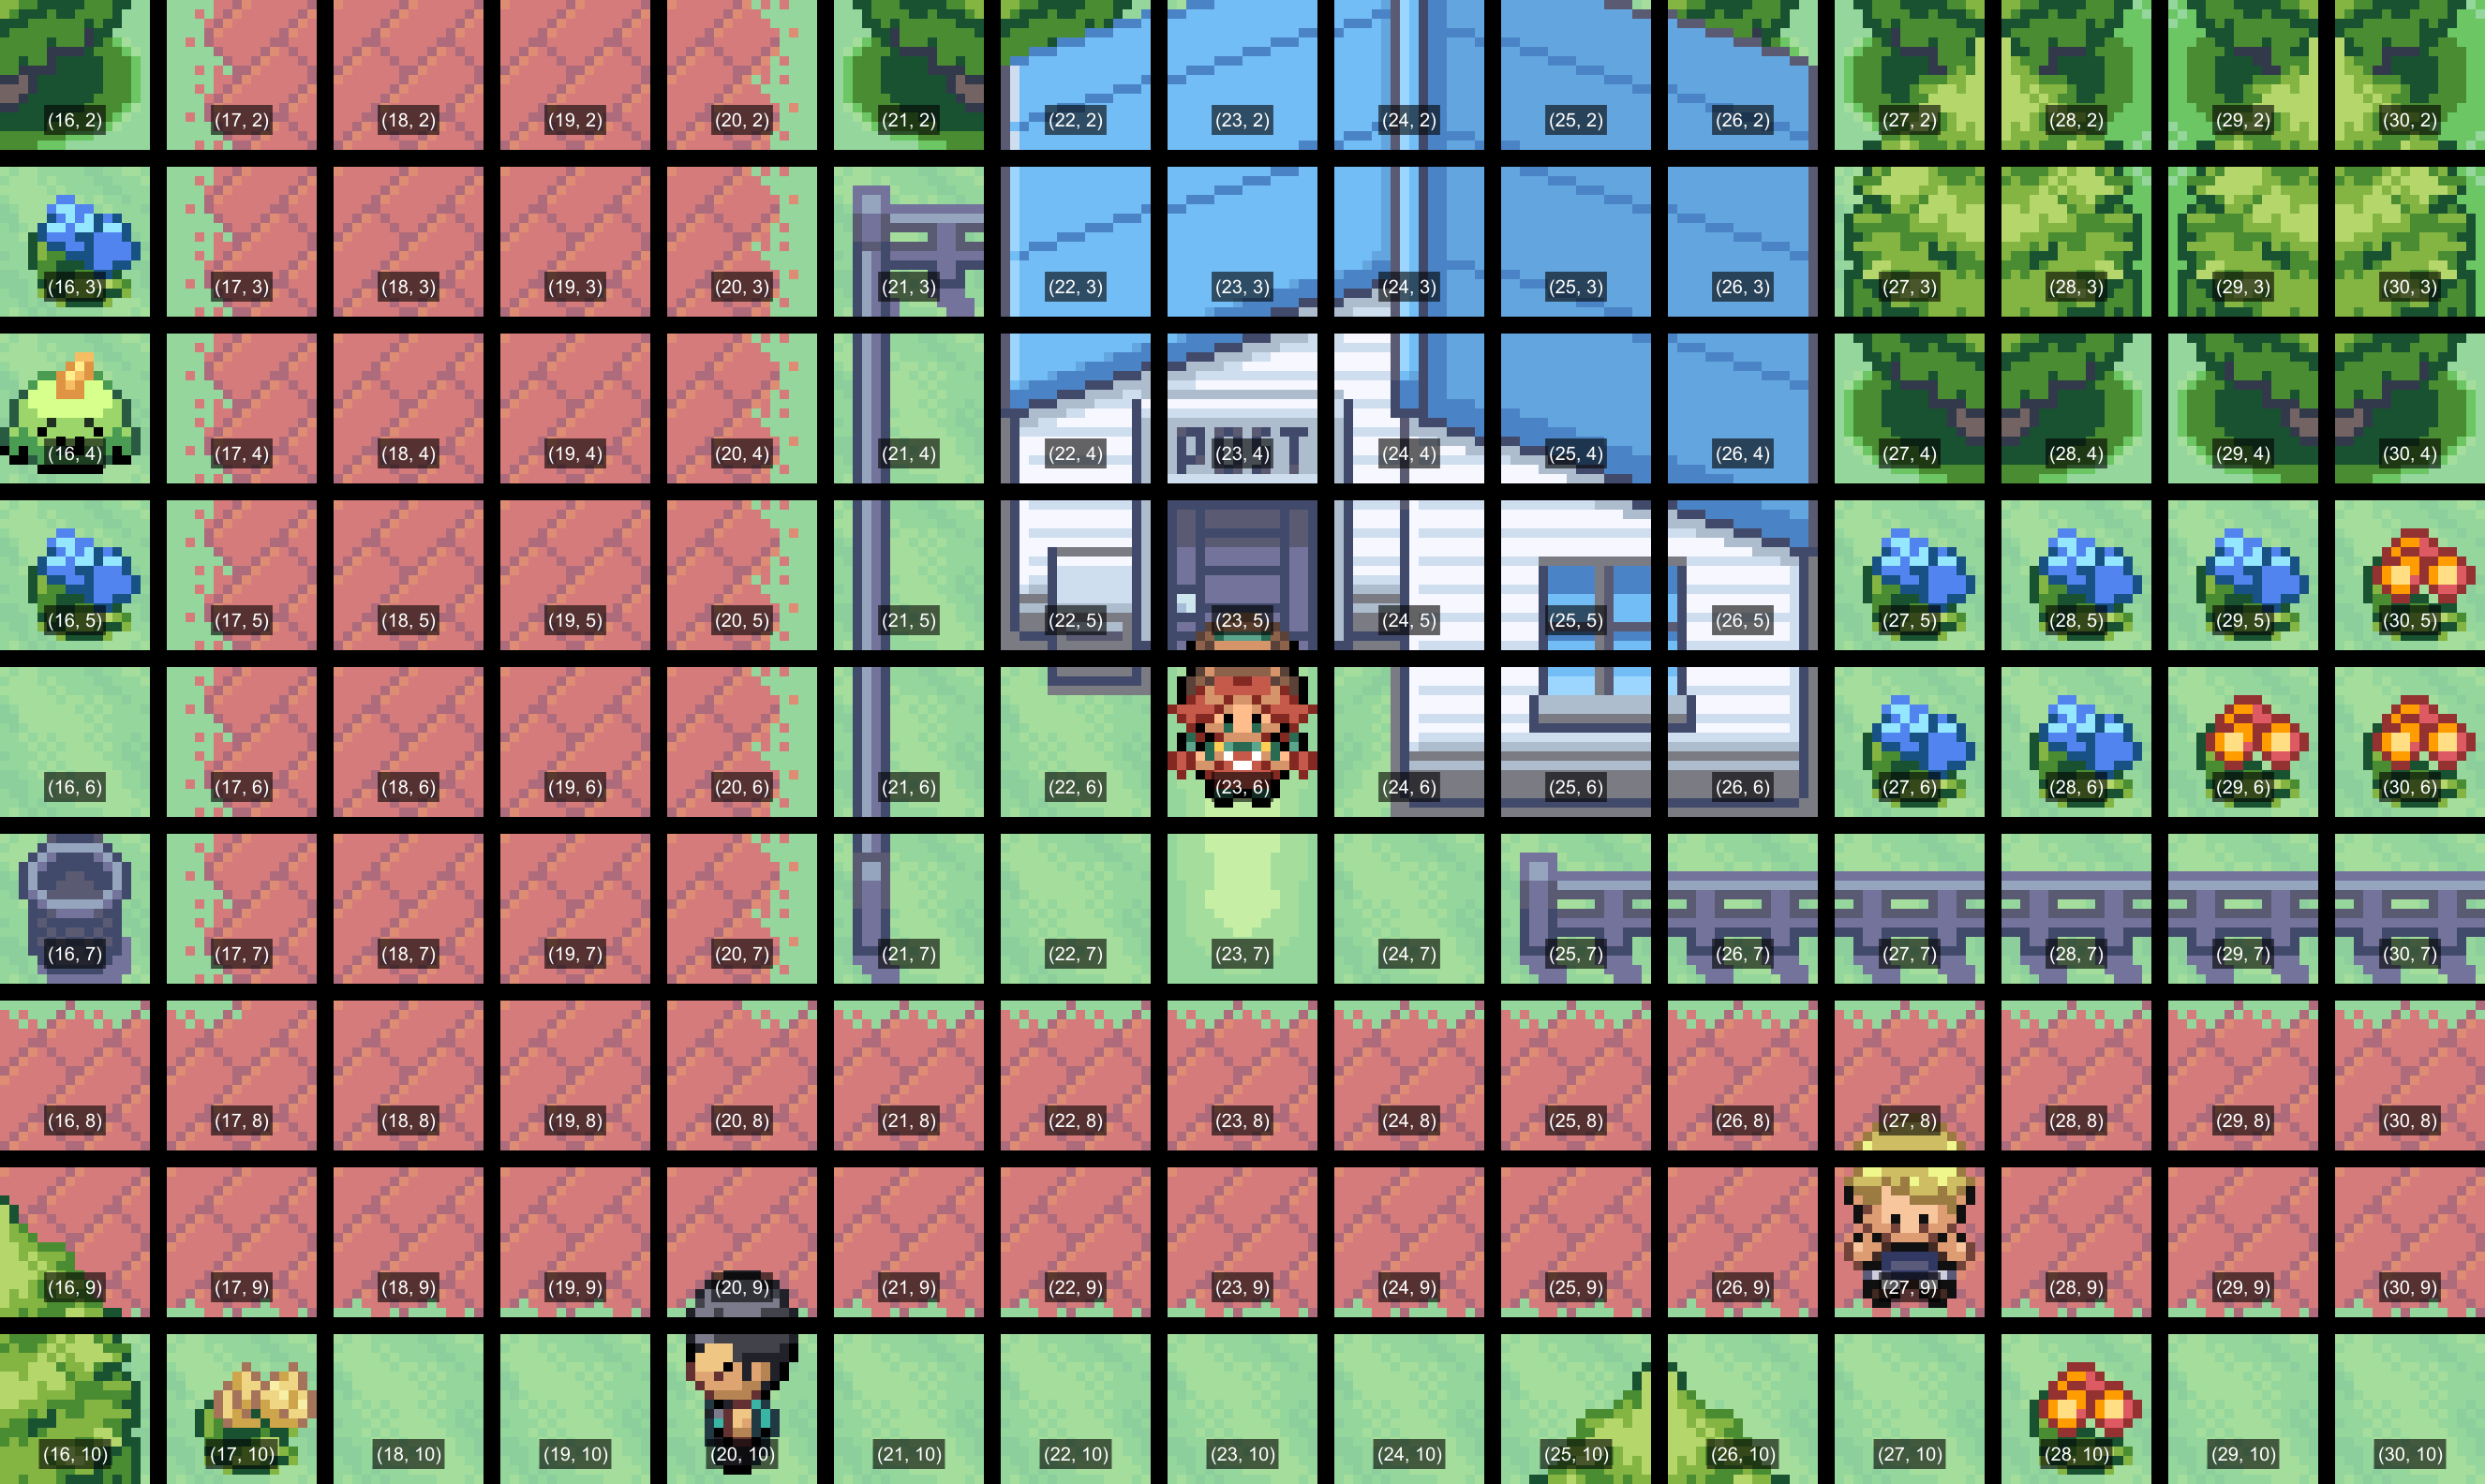 (16, 2) (17, 2) (18, 2) (19, 2) (20, 2) (21, 2) (22, 2) (23, 2) (24, 2) (25, 2) (26, 2) (27, 2) (28, 2) (29, 2) (30, 2)
(16, 3) (17, 3) (18, 3) (19, 3) (20, 3) (21, 3) (22, 3) (23, 3) (24, 3) (25, 3) (26, 3) (27, 3) (28, 3) (29, 3) (30, 3)
(16, 4) (17, 4) (18, 4) (19, 4) (20, 4) (21, 4) (22, 4) (23, 4) (24, 4) (25, 4) (26, 4) (27, 4) (28, 4) (29, 4) (30, 4)
(16, 5) (17, 5) (18, 5) (19, 5) (20, 5) (21, 5) (22, 5) (23, 5) (24, 5) (25, 5) (26, 5) (27, 5) (28, 5) (29, 5) (30, 5)
(16, 6) (17, 6) (18, 6) (19, 6) (20, 6) (21, 6) (22, 6) (23, 6) (24, 6) (25, 6) (26, 6) (27, 6) (28, 6) (29, 6) (30, 6)
(16, 7) (17, 7) (18, 7) (19, 7) (20, 7) (21, 7) (22, 7) (23, 7) (24, 7) (25, 7) (26, 7) (27, 7) (28, 7) (29, 7) (30, 7)
(16, 8) (17, 8) (18, 8) (19, 8) (20, 8) (21, 8) (22, 8) (23, 8) (24, 8) (25, 8) (26, 8) (27, 8) (28, 8) (29, 8) (30, 8)
(16, 9) (17, 9) (18, 9) (19, 9) (20, 9) (21, 9) (22, 9) (23, 9) (24, 9) (25, 9) (26, 9) (27, 9) (28, 9) (29, 9) (30, 9)
(16, 10) (17, 10) (18, 10) (19, 10) (20, 10) (21, 10) (22, 10) (23, 10) (24, 10) (25, 10) (26, 10) (27, 10) (28, 10) (29, 10) (30, 10)